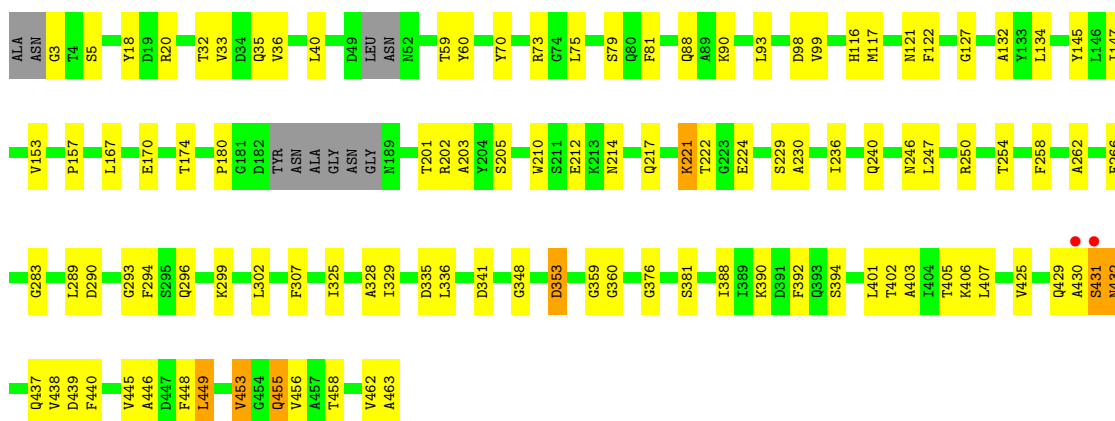 ALA ASN G3 T4 S5 Y18 D19 R20 T32 V33 D34 Q35 V36 L40 D49 LEU ASN N52 T59 Y60 Y70 R73 G74 L75 S79 Q80 F81 Q88 A89 K90 L93 D98 V99 H116 M117 N121 F122 G127 A132 Y133 L134 Y145 L146
V153 P157 L167 E170 T174 P180 G181 D182 TYR ASN ALA GLY ASN GLY N189 T201 R202 A203 Y204 S205 W210 S211 E212 K213 N214 Q217 K221 T222 G223 E224 S229 A230 I236 Q240 N246 L247 R250 T254 F258 A262
G283 L289 D290 G293 F294 S295 Q296 K299 L302 F307 I325 A328 I329 D335 L336 D341 G348 D353 G359 G360 G376 S381 I388 I389 K390 D391 F392 Q393 S394 L401 T402 A403 I404 T405 K406 L407 V425 Q429 A430 S431
Q437 V438 D439 F440 V445 A446 D447 F448 L449 V453 G454 Q455 V456 A457 T458 V462 A463